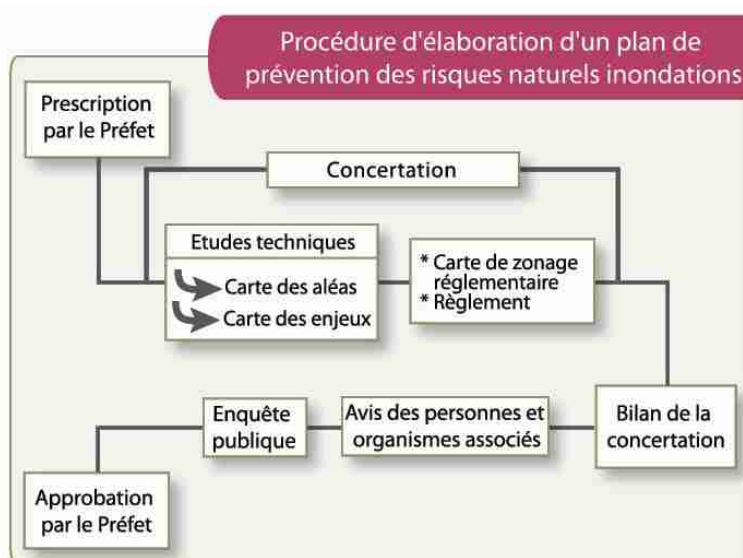 Procédure d'élaboration d'un plan de
prévention des risques naturels inondations
Prescription
par le Préfet
Concertation
Etudes techniques
Carte des aléas
Carte des enjeux
* Carte de zonage
réglementaire
* Règlement
Bilan de la
concertation
Avis des personnes et
organismes associés
Enquête
publique
Approbation
par le Préfet